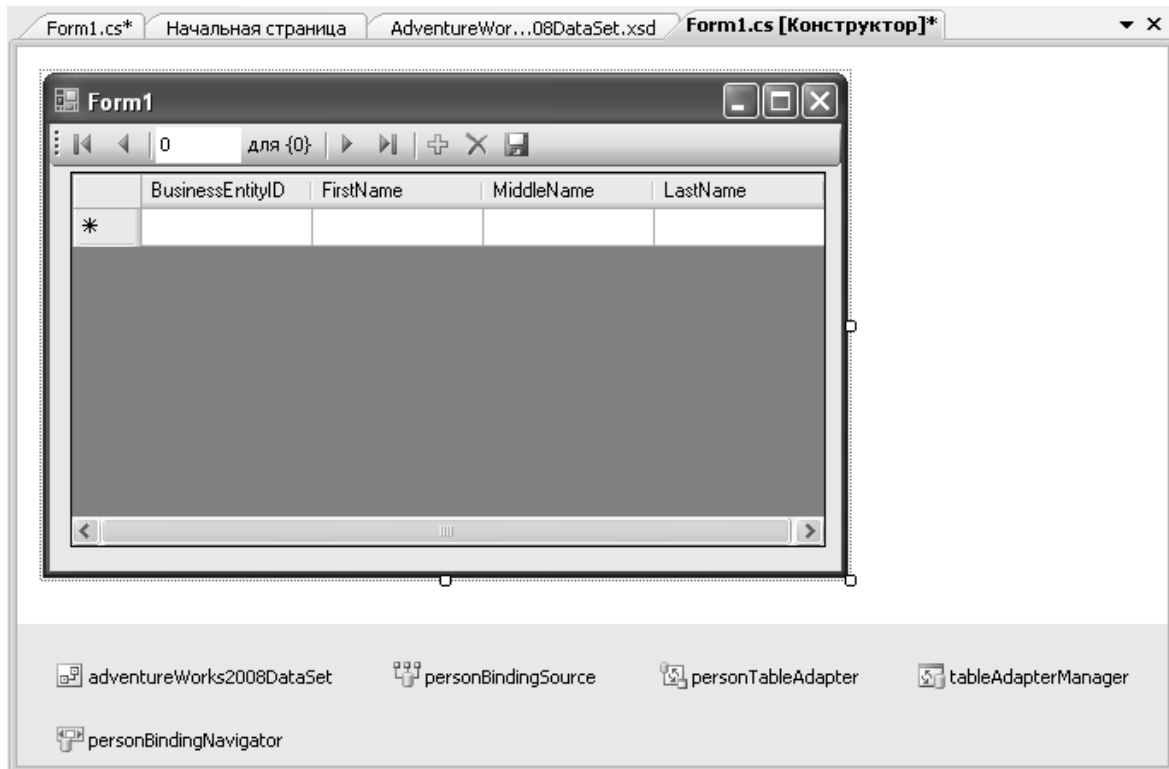 Form1.cs* Начальная страница AdventureWor...08DataSet.xsd Form1.cs [Конструктор]*
Form1
0 для {0}
BusinessEntityID FirstName MiddleName LastName
adventureWorks2008DataSet personBindingSource personTableAdapter tableAdapterManager
personBindingNavigator